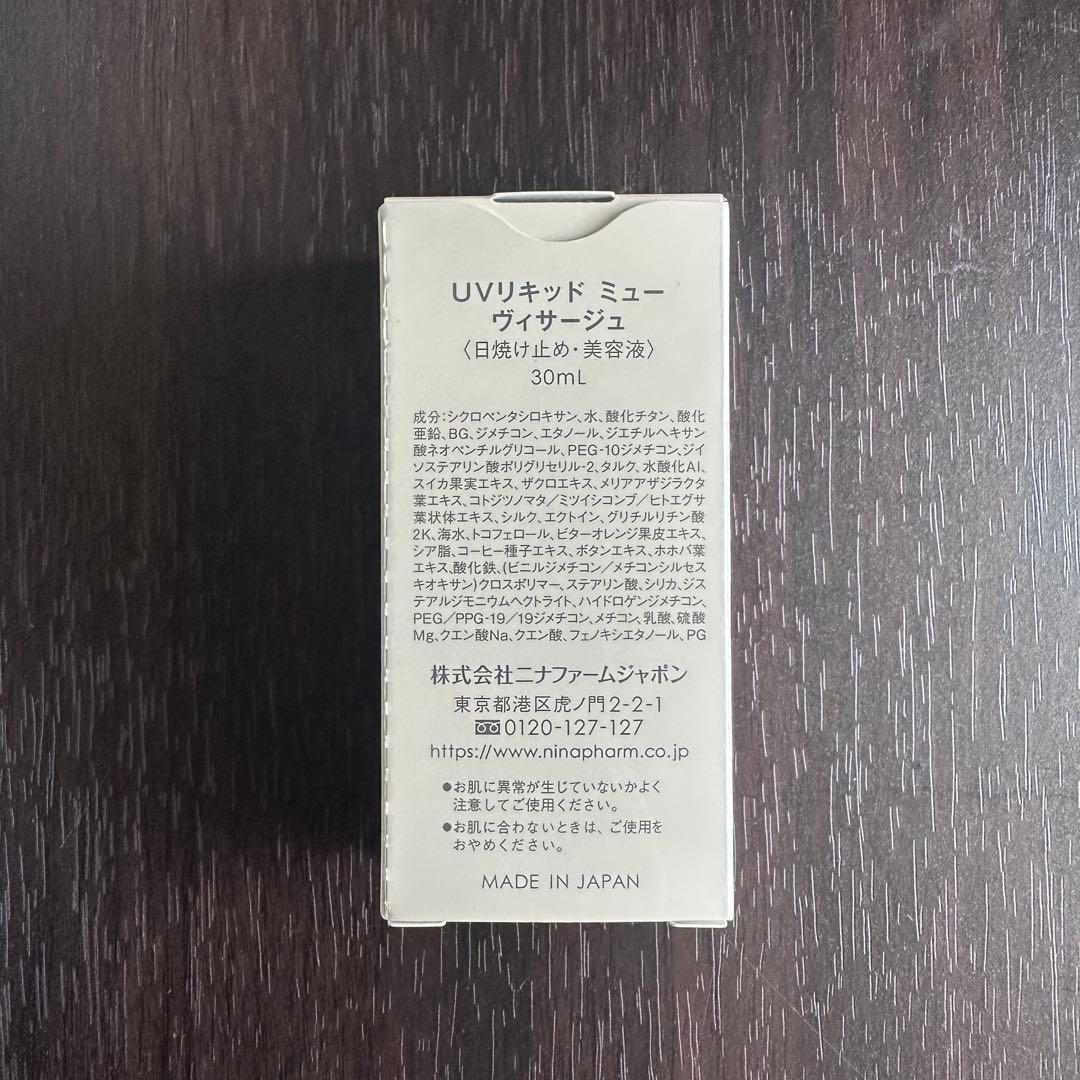 UVリキッド ミュー
ヴィサージュ
〈日焼け止め・美容液〉
30mL
成分:シクロペンタシロキサン、水、酸化チタン、酸化
亜鉛、BG、ジメチコン、エタノール、ジエチルヘキサン
酸ネオペンチルグリコール、PEG-10ジメチコン、ジイ
ソステアリン酸ポリグリセリル-2、タルク、水酸化Al、
スイカ果実エキス、ザクロエキス、メリアアザジラクタ
葉エキス、コトジツノマタ/ミツイシコンブ/ヒトエグサ
葉状体エキス、シルク、エクトイン、グリチルリチン酸
2K、海水、トコフェロール、ビターオレンジ果皮エキス、
シア脂、コーヒー種子エキス、ボタンエキス、ホホバ葉
エキス、酸化鉄、(ビニルジメチコン/メチコンシルセス
キオキサン)クロスポリマー、ステアリン酸、シリカ、ジス
テアルジモニウムヘクトライト、ハイドロゲンジメチコン、
PEG/PPG-19/19ジメチコン、メチコン、乳酸、硫酸
Mg、クエン酸Na、クエン酸、フェノキシエタノール、PG
株式会社ニナファームジャポン
東京都港区虎ノ門2-2-1
0120-127-127
https://www.ninapharm.co.jp
●お肌に異常が生じていないかよく
注意してご使用ください。
●お肌に合わないときは、ご使用を
おやめください。
MADE IN JAPAN